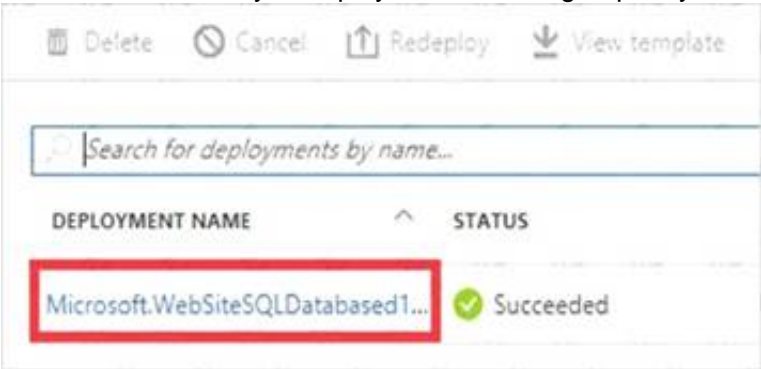 Delete Cancel Redeploy View template
Search for deployments by name...
DEPLOYMENT NAME STATUS
Microsoft.WebSiteSQLDatabased1... Succeeded